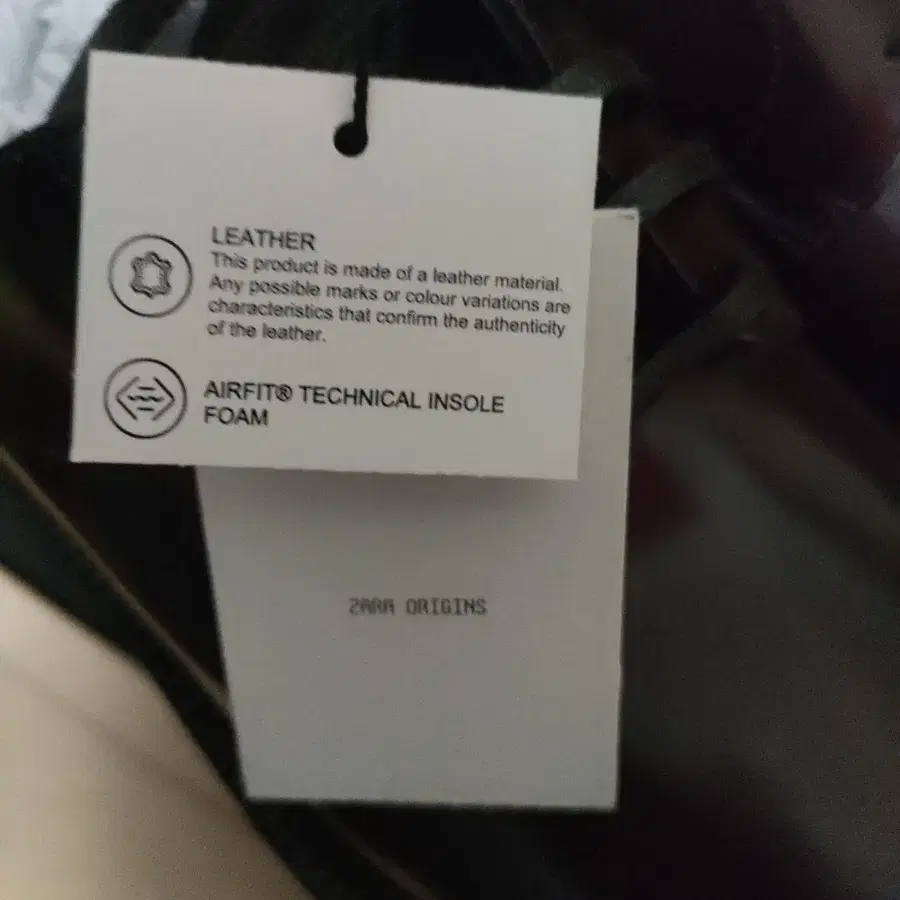 LEATHER
This product is made of a leather material.
Any possible marks or colour variations are
characteristics that confirm the authenticity
of the leather.
AIRFIT® TECHNICAL INSOLE
FOAM
ZARA ORIGINS